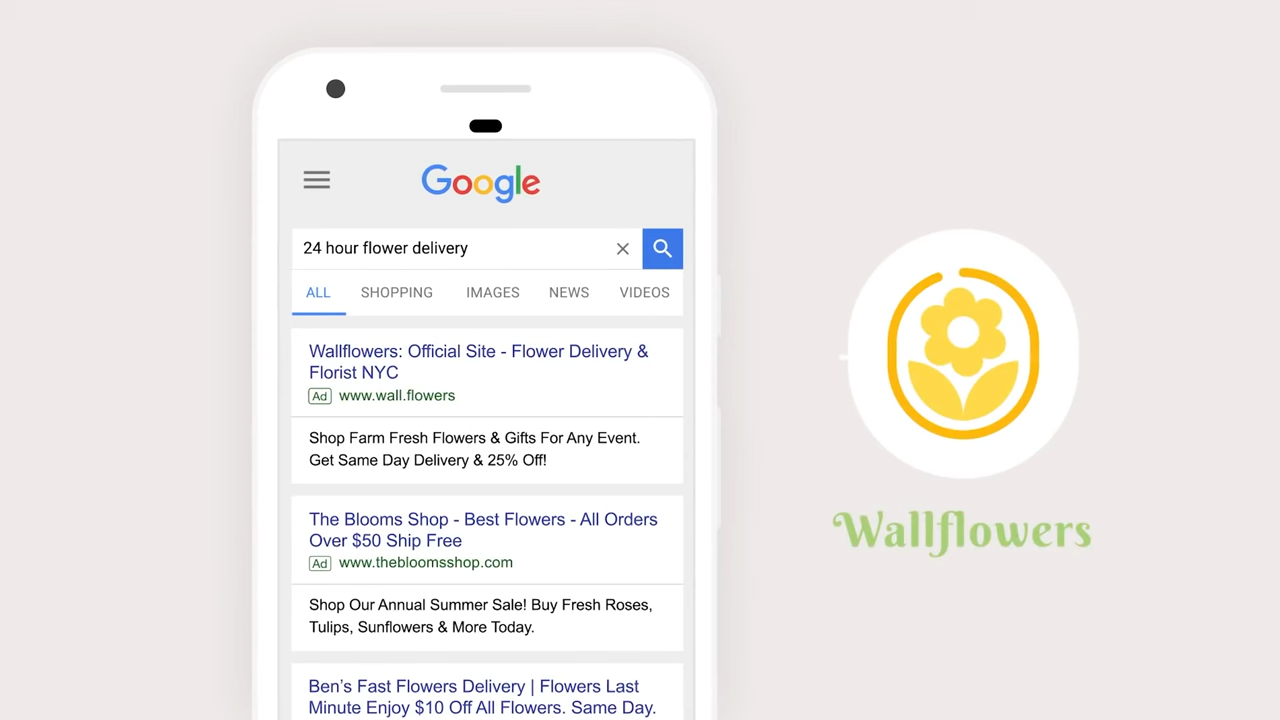 Google
24 hour flower delivery
ALL SHOPPING IMAGES NEWS VIDEOS
Wallflowers: Official Site - Flower Delivery &
Florist NYC
Ad www.wall.flowers
Shop Farm Fresh Flowers & Gifts For Any Event.
Get Same Day Delivery & 25% Off!
The Blooms Shop - Best Flowers - All Orders
Over $50 Ship Free
Ad www.thebloomsshop.com
Shop Our Annual Summer Sale! Buy Fresh Roses,
Tulips, Sunflowers & More Today.
Ben's Fast Flowers Delivery | Flowers Last
Minute Enjoy $10 Off All Flowers. Same Day.
Wallflowers